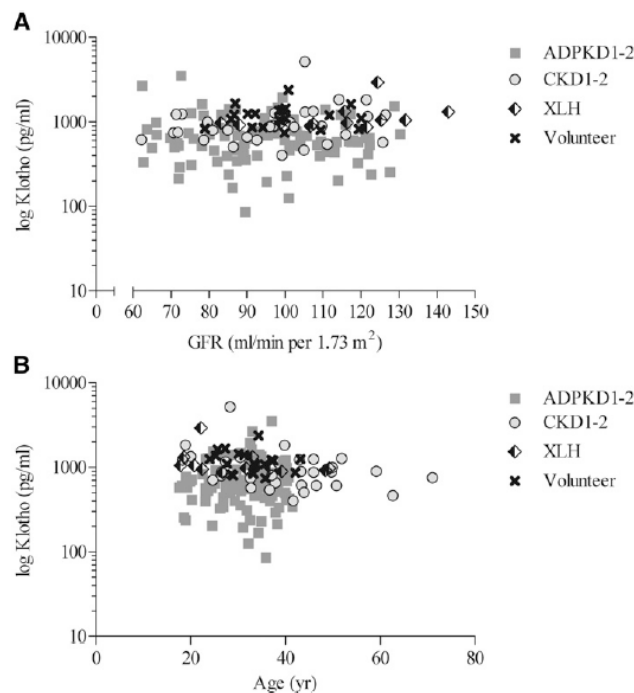 A
log Klotho (pg/ml)
10000
1000
100
10
0 60 70 80 90 100 110 120 130 140 150
GFR (ml/min per 1.73 m²)
ADPKD1-2
CKD1-2
XLH
Volunteer
B
log Klotho (pg/ml)
10000
1000
100
10
0 20 40 60 80
Age (yr)
ADPKD1-2
CKD1-2
XLH
Volunteer